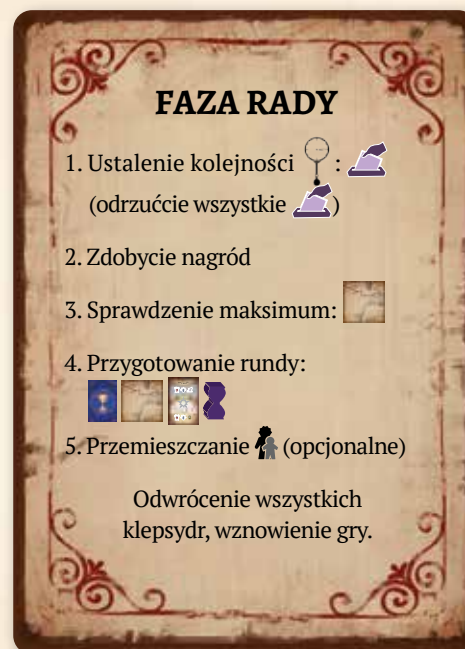 FAZA RADY
1. Ustalenie kolejności :
(odrzućcie wszystkie )
2. Zdobycie nagród
3. Sprawdzenie maksimum:
4. Przygotowanie rundy:
5. Przemieszczanie (opcjonalne)
Odwrócenie wszystkich
klepsydr, wznowienie gry.